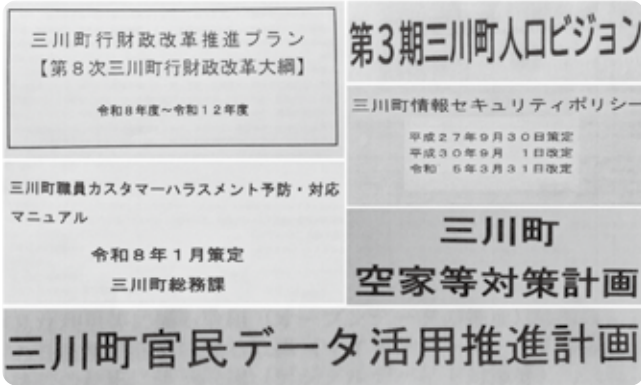 三川町行財政改革推進プラン
【第８次三川町行財政改革大綱】
令和８年度～令和１２年度
第３期三川町人口ビジョン
三川町情報セキュリティポリシー
平成２７年９月３０日策定
平成３０年９月　１日改定
令和　５年３月３１日改定
三川町職員カスタマーハラスメント予防・対応
マニュアル
令和８年１月策定
三川町総務課
三川町
空家等対策計画
三川町官民データ活用推進計画